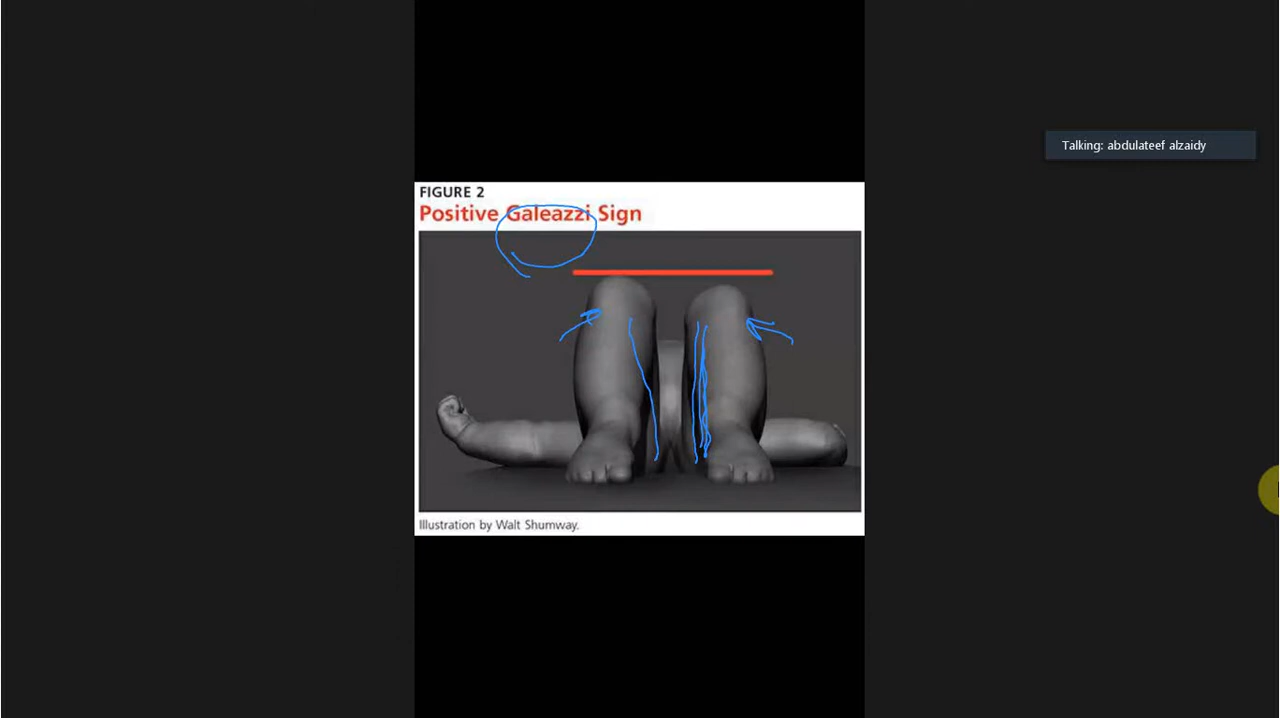 Talking: abdulateef alzaidy
FIGURE 2
Positive Galeazzi Sign
Illustration by Walt Shumway.